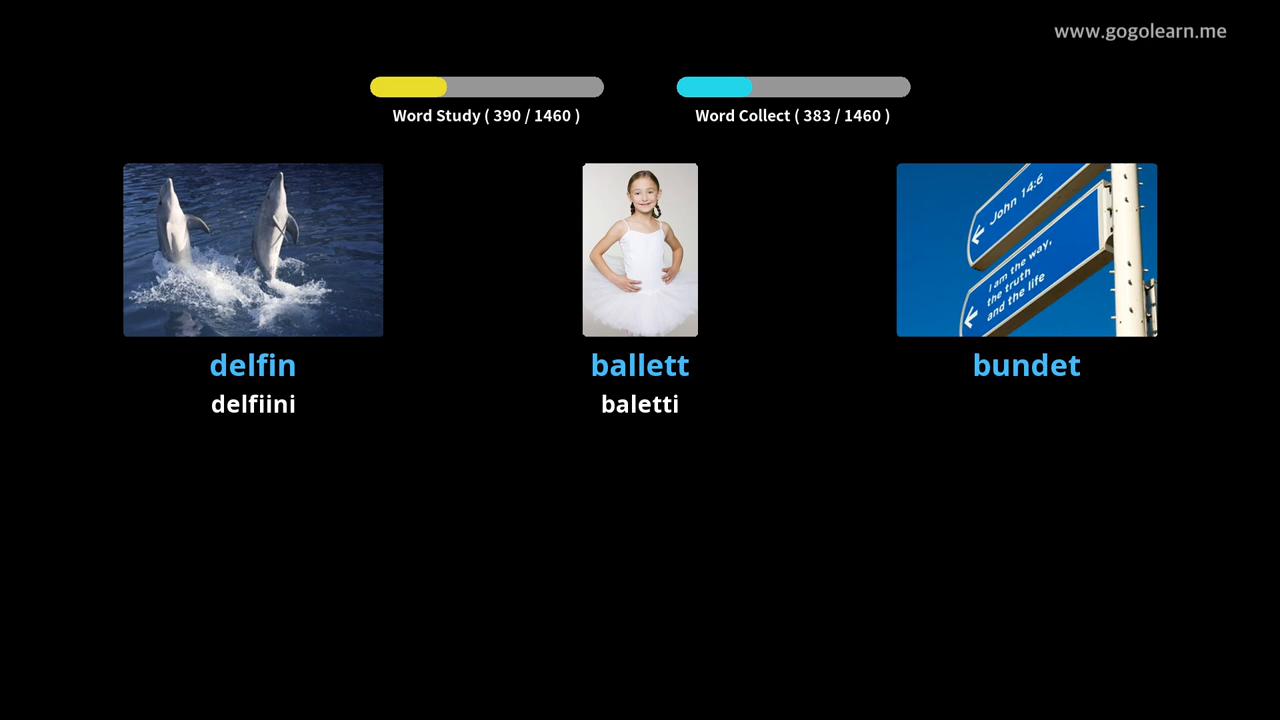 www.gogolearn.me
Word Study ( 390 / 1460 )
Word Collect ( 383 / 1460 )
John 14:6
I am the way,
the truth
and the life
delfin
delfiini
ballett
baletti
bundet